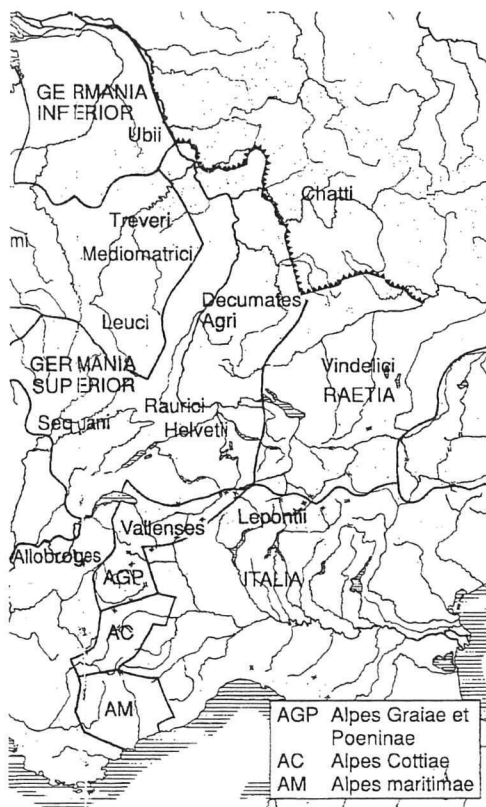 GERMANIA
INFERIOR
Ubii
Chatti
Treveri
mi
Mediomatrici
Decumates
Agri
Leuci
GERMANIA
SUPERIOR
Vindelici
RAETIA
Raurici
Sequani
Helvetii
Vallenses
Lepontii
Allobroges
AGP
ITALIA
AC
AM
AGP Alpes Graiae et
Poeninae
AC Alpes Cottiae
AM Alpes maritimae